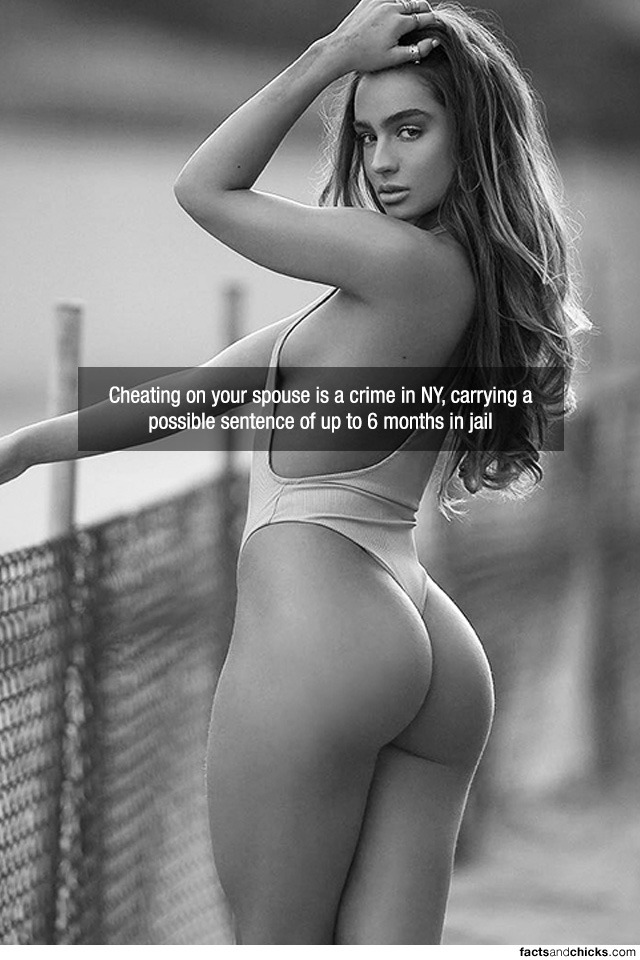 Cheating on your spouse is a crime in NY, carrying a
possible sentence of up to 6 months in jail
factsandchicks.com